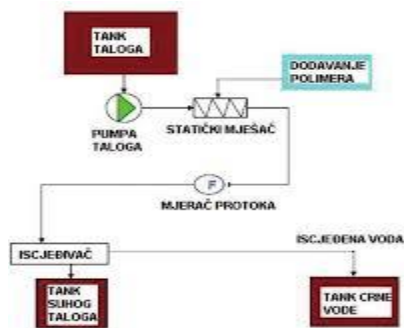 TANK
TALOGA
DODAVANJE
POLIMERA
PUMPA
TALOGA
STATIČKI MJEŠAČ
F
MJERAČ PROTOKA
ISCJEĐENA VODA
ISCJEĐIVAČ
TANK
SUHOG
TALOGA
TANK CRNE
VODE